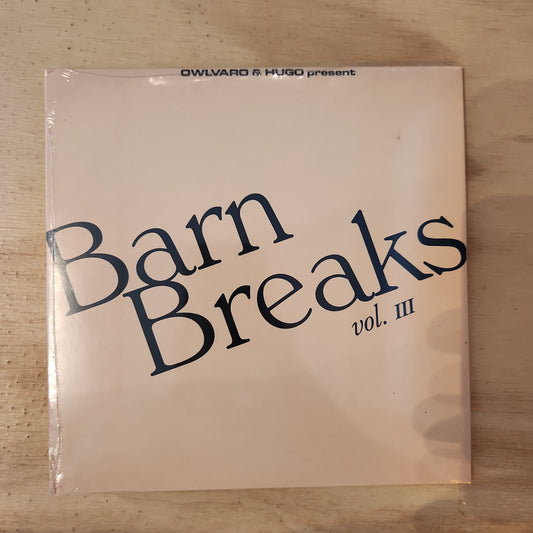 OWLVARO & HUGO present
Barn
Breaks
vol. III